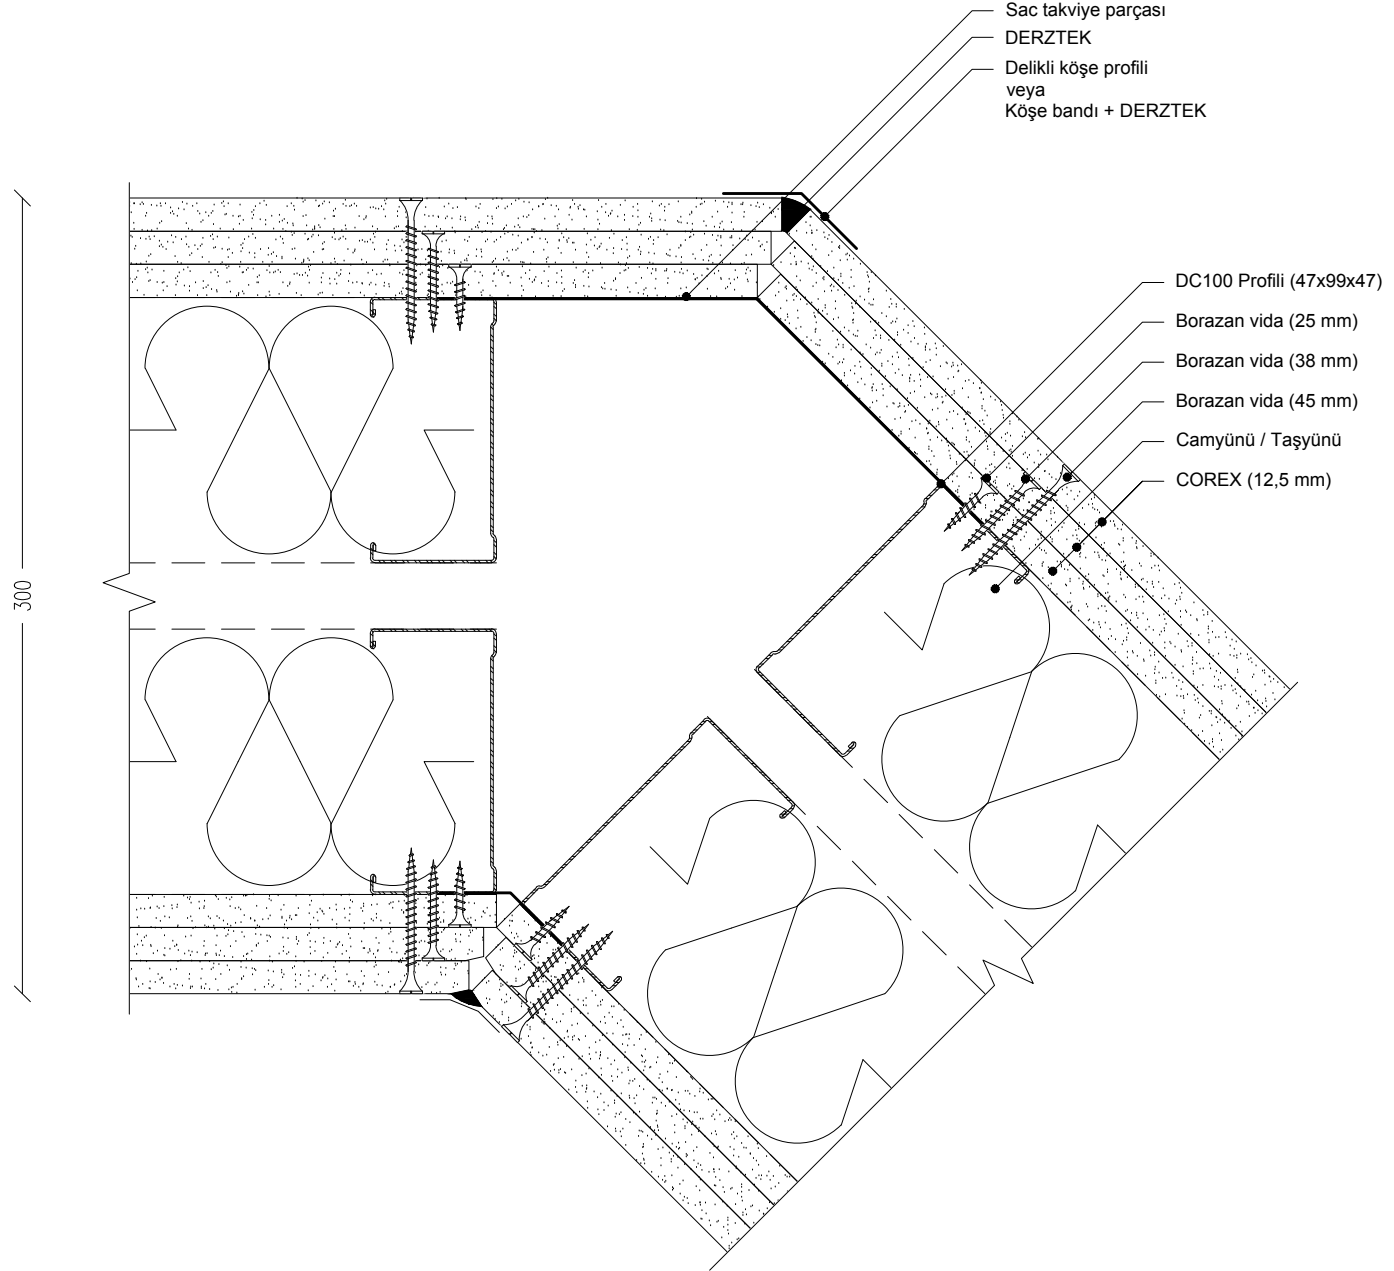 Sac takviye parçası
DERZTEK
Delikli köşe profili
veya
Köşe bandı + DERZTEK
DC100 Profili (47x99x47)
Borazan vida (25 mm)
Borazan vida (38 mm)
Borazan vida (45 mm)
Camyünü / Taşyünü
COREX (12,5 mm)
300